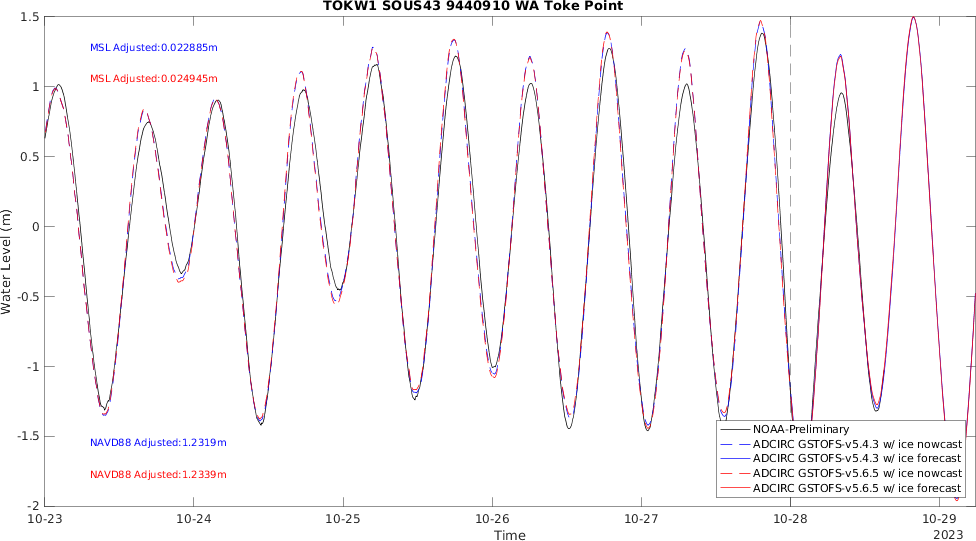 TOKW1 SOUS43 9440910 WA Toke Point
MSL Adjusted:0.022885m
MSL Adjusted:0.024945m
NAVD88 Adjusted:1.2319m
NAVD88 Adjusted:1.2339m
Water Level (m)
1.5
1
0.5
0
-0.5
-1
-1.5
-2
NOAA-Preliminary
ADCIRC GSTOFS-v5.4.3 w/ ice nowcast
ADCIRC GSTOFS-v5.4.3 w/ ice forecast
ADCIRC GSTOFS-v5.6.5 w/ ice nowcast
ADCIRC GSTOFS-v5.6.5 w/ ice forecast
10-23 10-24 10-25 10-26 10-27 10-28 10-29
Time
2023